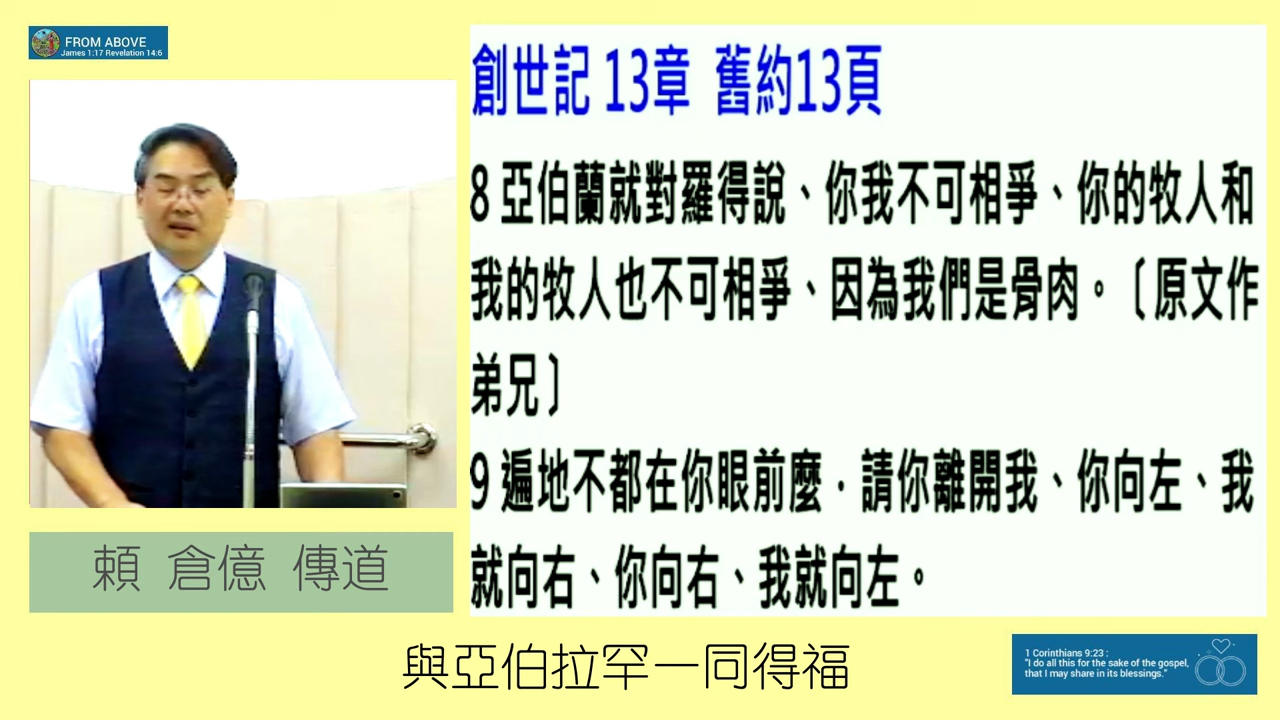 FROM ABOVE
James 1:17 Revelation 14:6
創世記 13章 舊約13頁
8 亞伯蘭就對羅得說、你我不可相爭、你的牧人和
我的牧人也不可相爭、因為我們是骨肉。〔原文作
弟兄〕
9 遍地不都在你眼前麼．請你離開我、你向左、我
就向右、你向右、我就向左。
賴 倉億 傳道
與亞伯拉罕一同得福
1 Corinthians 9:23 :
"I do all this for the sake of the gospel,
that I may share in its blessings."